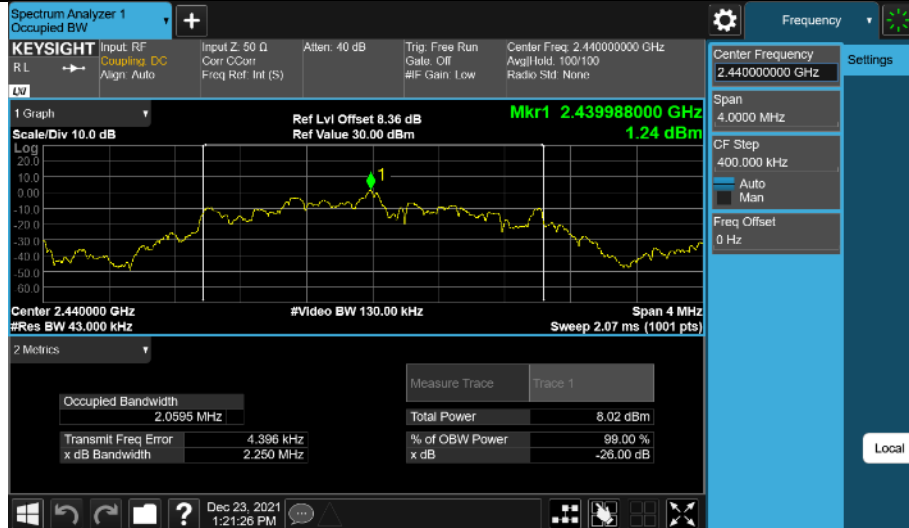 Spectrum Analyzer 1
Occupied BW
+
Frequency
KEYSIGHT
RL
LXI
Input: RF
Coupling: DC
Align: Auto
Input Z: 50 Ω
Corr CCorr
Freq Ref: Int (S)
Atten: 40 dB
Trig: Free Run
Gate: Off
#IF Gain: Low
Center Freq: 2.440000000 GHz
Avg|Hold: 100/100
Radio Std: None
Center Frequency
2.440000000 GHz
Settings
Span
4.0000 MHz
CF Step
400.000 kHz
Auto
Man
Freq Offset
0 Hz
Local
1 Graph
Scale/Div 10.0 dB
Ref Lvl Offset 8.36 dB
Ref Value 30.00 dBm
Mkr1 2.439988000 GHz
1.24 dBm
Log
20.0
10.0
0.00
-10.0
-20.0
-30.0
-40.0
-50.0
-60.0
1
Center 2.440000 GHz
#Res BW 43.000 kHz
#Video BW 130.00 kHz
Span 4 MHz
Sweep 2.07 ms (1001 pts)
2 Metrics
Measure Trace Trace 1
Occupied Bandwidth
2.0595 MHz
Total Power 8.02 dBm
Transmit Freq Error 4.396 kHz
% of OBW Power 99.00 %
x dB Bandwidth 2.250 MHz
x dB -26.00 dB
?
Dec 23, 2021
1:21:26 PM